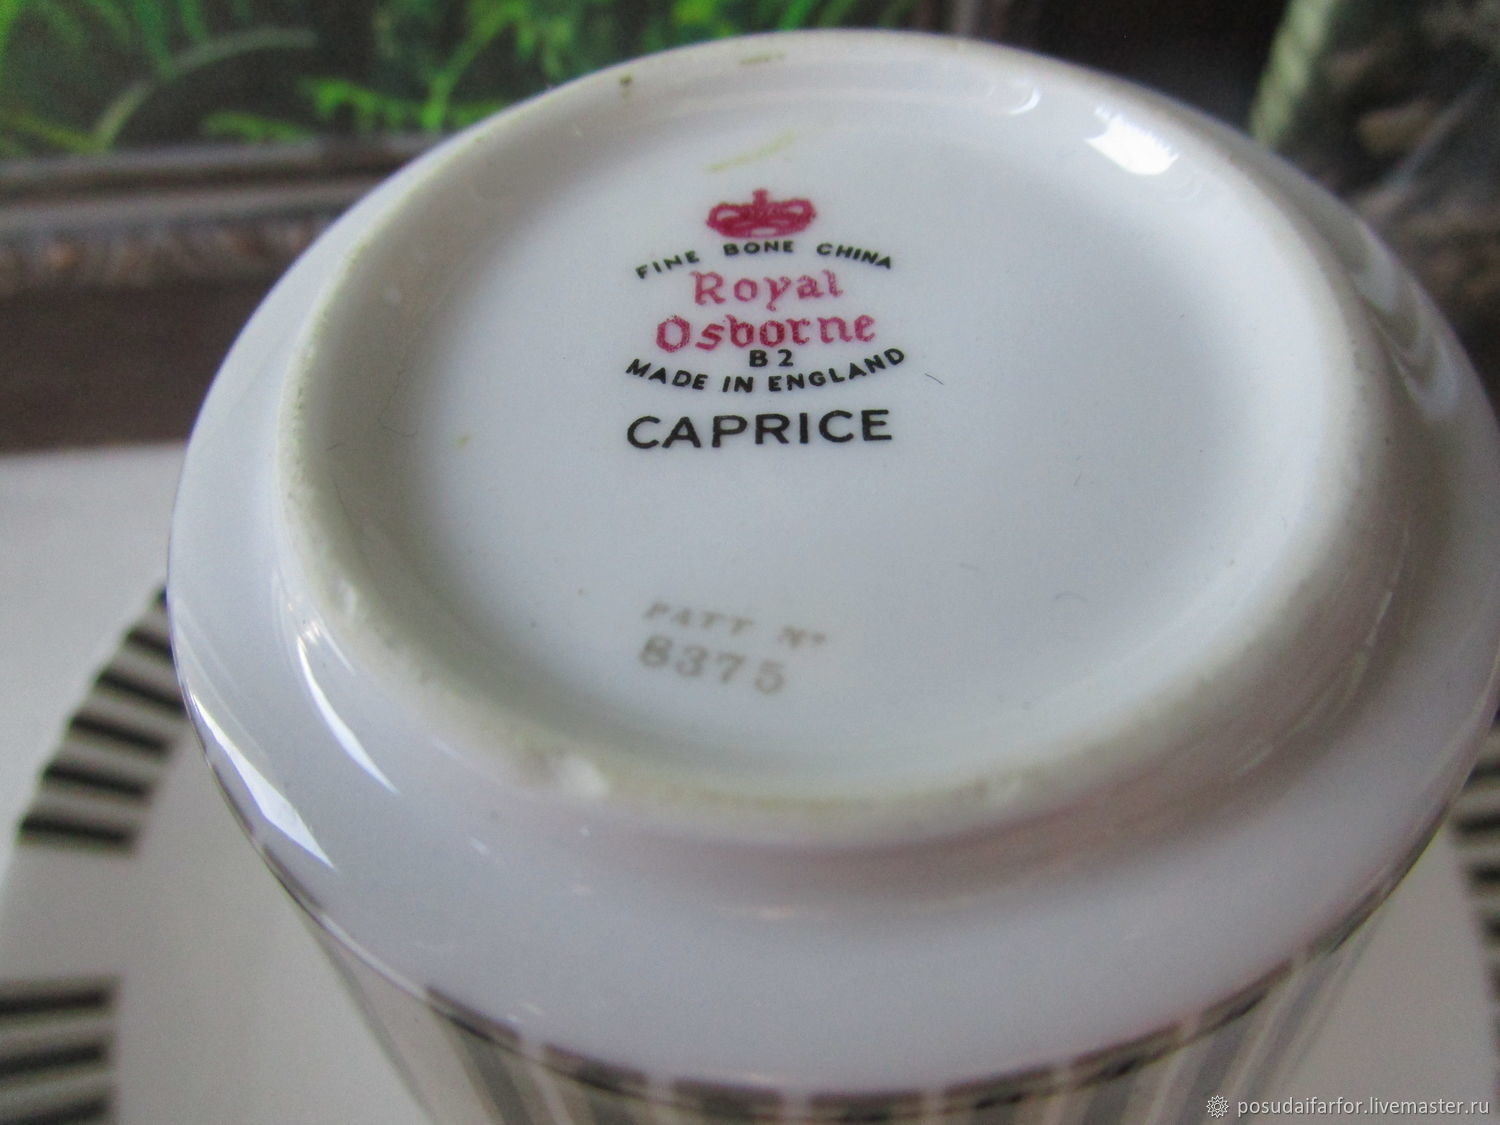 FINE BONE CHINA
Royal
Osborne
B2
MADE IN ENGLAND
CAPRICE
PATT Nº
8375
posudaifarfor.livemaster.ru